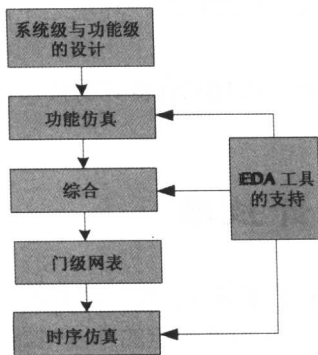 系统级与功能级
的设计
功能仿真
综合
EDA 工具
的支持
门级网表
时序仿真